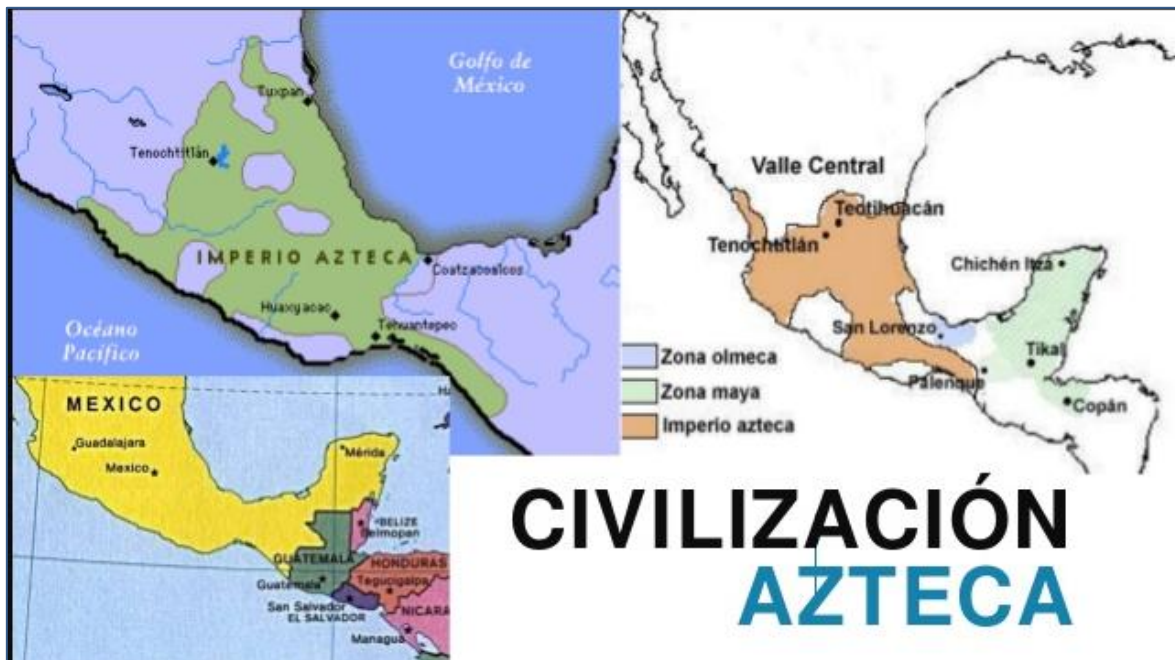 Golfo de
México
Tuxpan
Tenochtitlán
IMPERIO AZTECA
Coatzacoalcos
Huaxyacac
Tehuantepec
Océano
Pacífico
Valle Central
Teotihuacán
Tenochtitlán
Chichén Itzá
San Lorenzo
Tikal
Palenque
Copán
Zona olmeca
Zona maya
Imperio azteca
MEXICO
Guadalajara
Mexico
Mérida
BELIZE
Belmopan
GUATEMALA
Guatemala
HONDURAS
Tegucigalpa
San Salvador
EL SALVADOR
NICARA
Managua
CIVILIZACIÓN
AZTECA